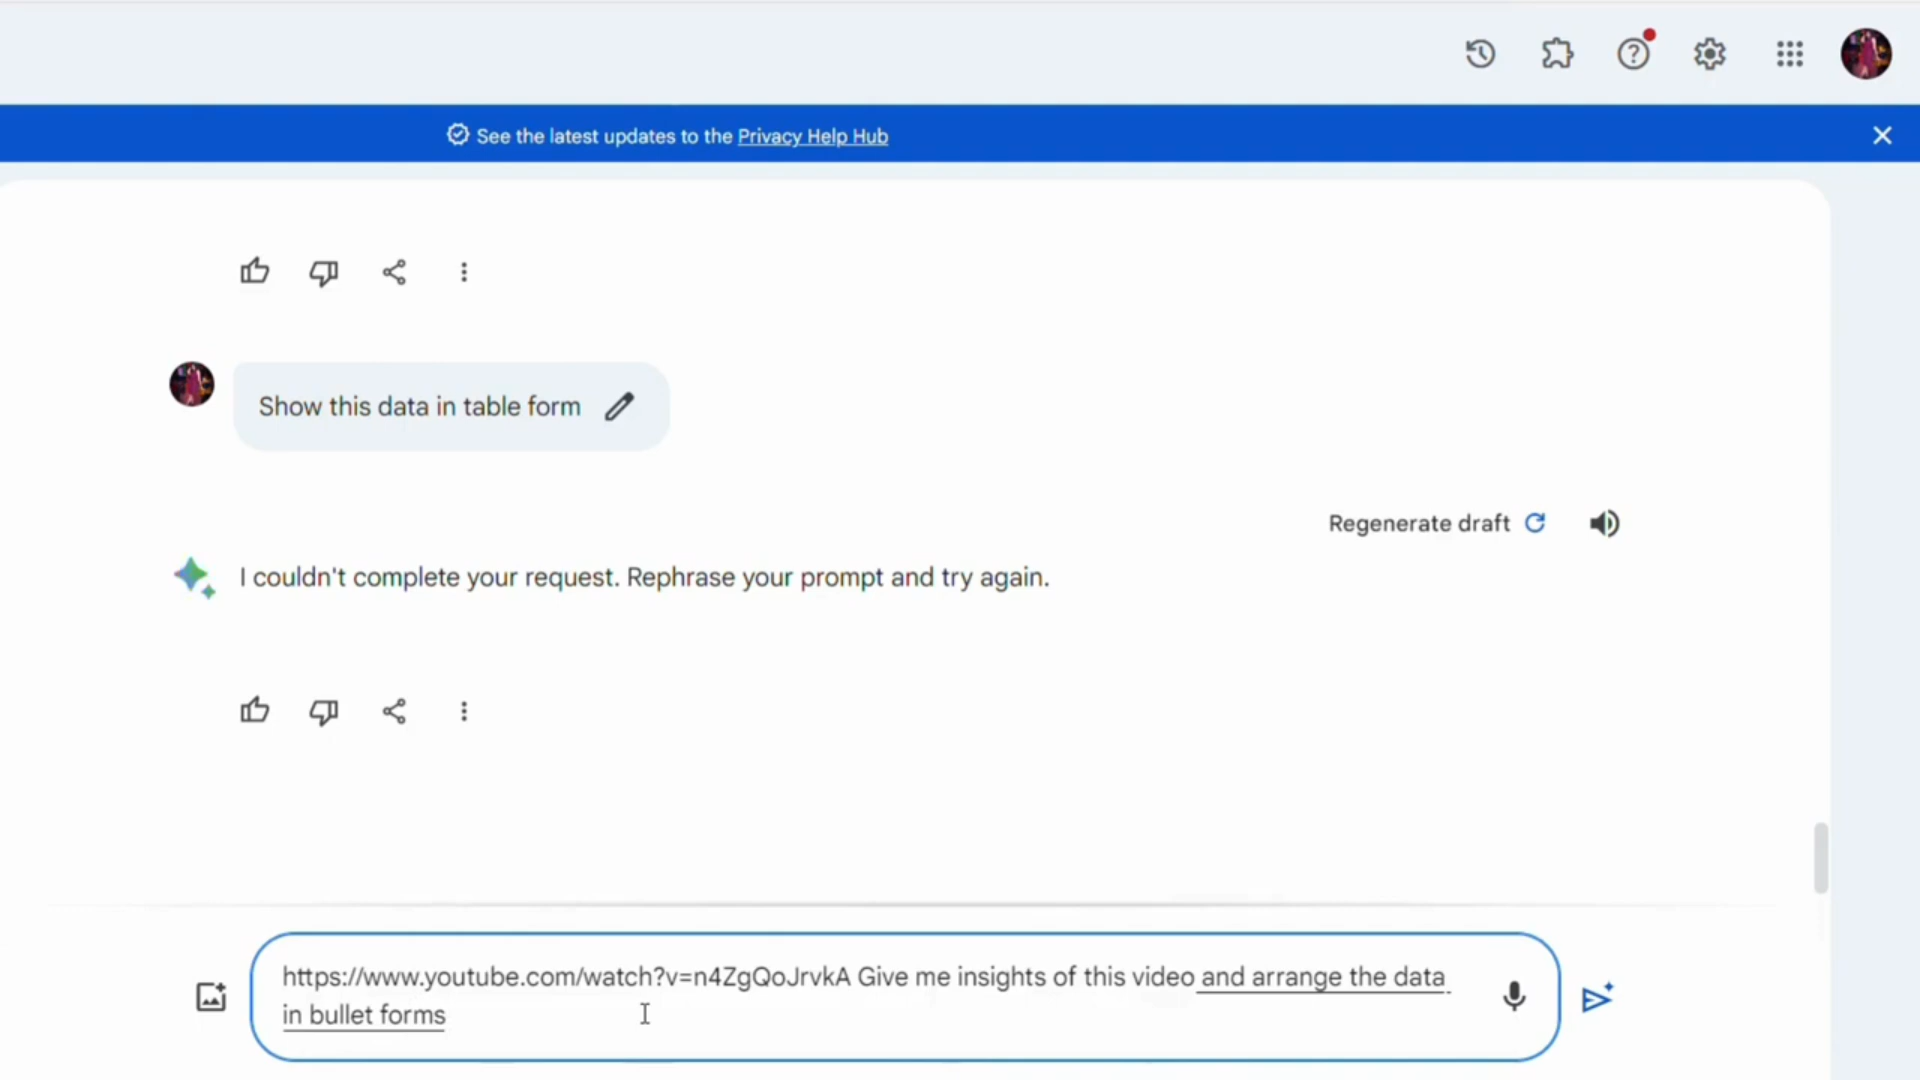 See the latest updates to the Privacy Help Hub
Show this data in table form
Regenerate draft
I couldn't complete your request. Rephrase your prompt and try again.
https://www.youtube.com/watch?v=n4ZgQoJrvkA Give me insights of this video and arrange the data
in bullet forms